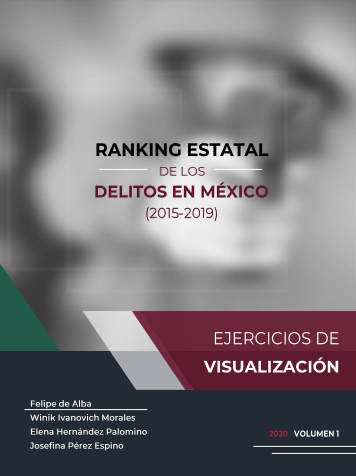 RANKING ESTATAL
DE LOS
DELITOS EN MÉXICO
(2015-2019)
EJERCICIOS DE
VISUALIZACIÓN
Felipe de Alba
Winik Ivanovich Morales
Elena Hernández Palomino
Josefina Pérez Espino
2020 VOLUMEN 1